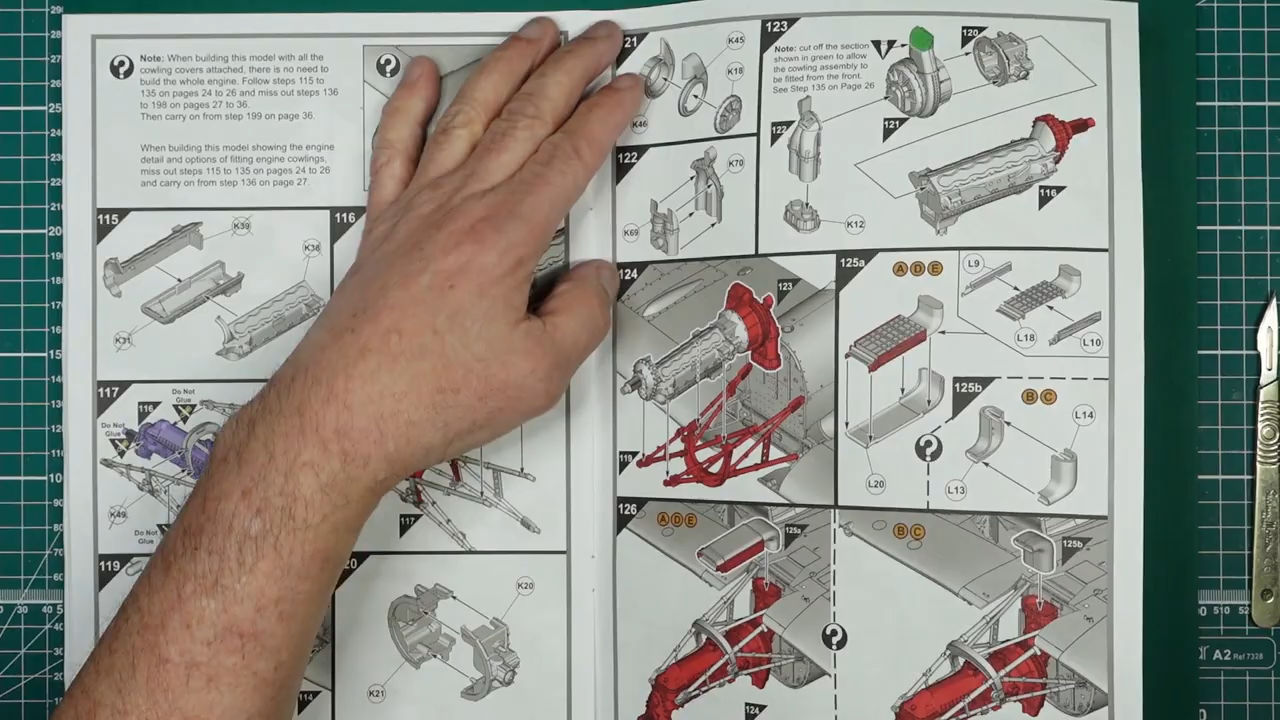 Note: When building this model with all the
cowling covers attached, there is no need to
build the whole engine. Follow steps 115 to
135 on pages 24 to 26 and miss out steps 136
to 198 on pages 27 to 36.
Then carry on from step 199 on page 36.
When building this model showing the engine
detail and options of fitting engine cowlings,
miss out steps 115 to 135 on pages 24 to 26
and carry on from step 136 on page 27.
?
?
115
K39
K38
K31
116
117
Do Not
Glue
116
Do Not
Glue
K49
Do Not
Glue
117
119
114
20
K20
K21
21
K45
K18
K46
122
K70
K69
123
Note: cut off the section
shown in green to allow
the cowling assembly to
be fitted from the front.
See Step 135 on Page 26
120
121
122
K12
116
124
123
119
125a
A D E
L9
L18
L10
L20
?
125b
B C
L14
L13
126
A D E
125a
124
?
B C
125b
A2 Ref 7328
510